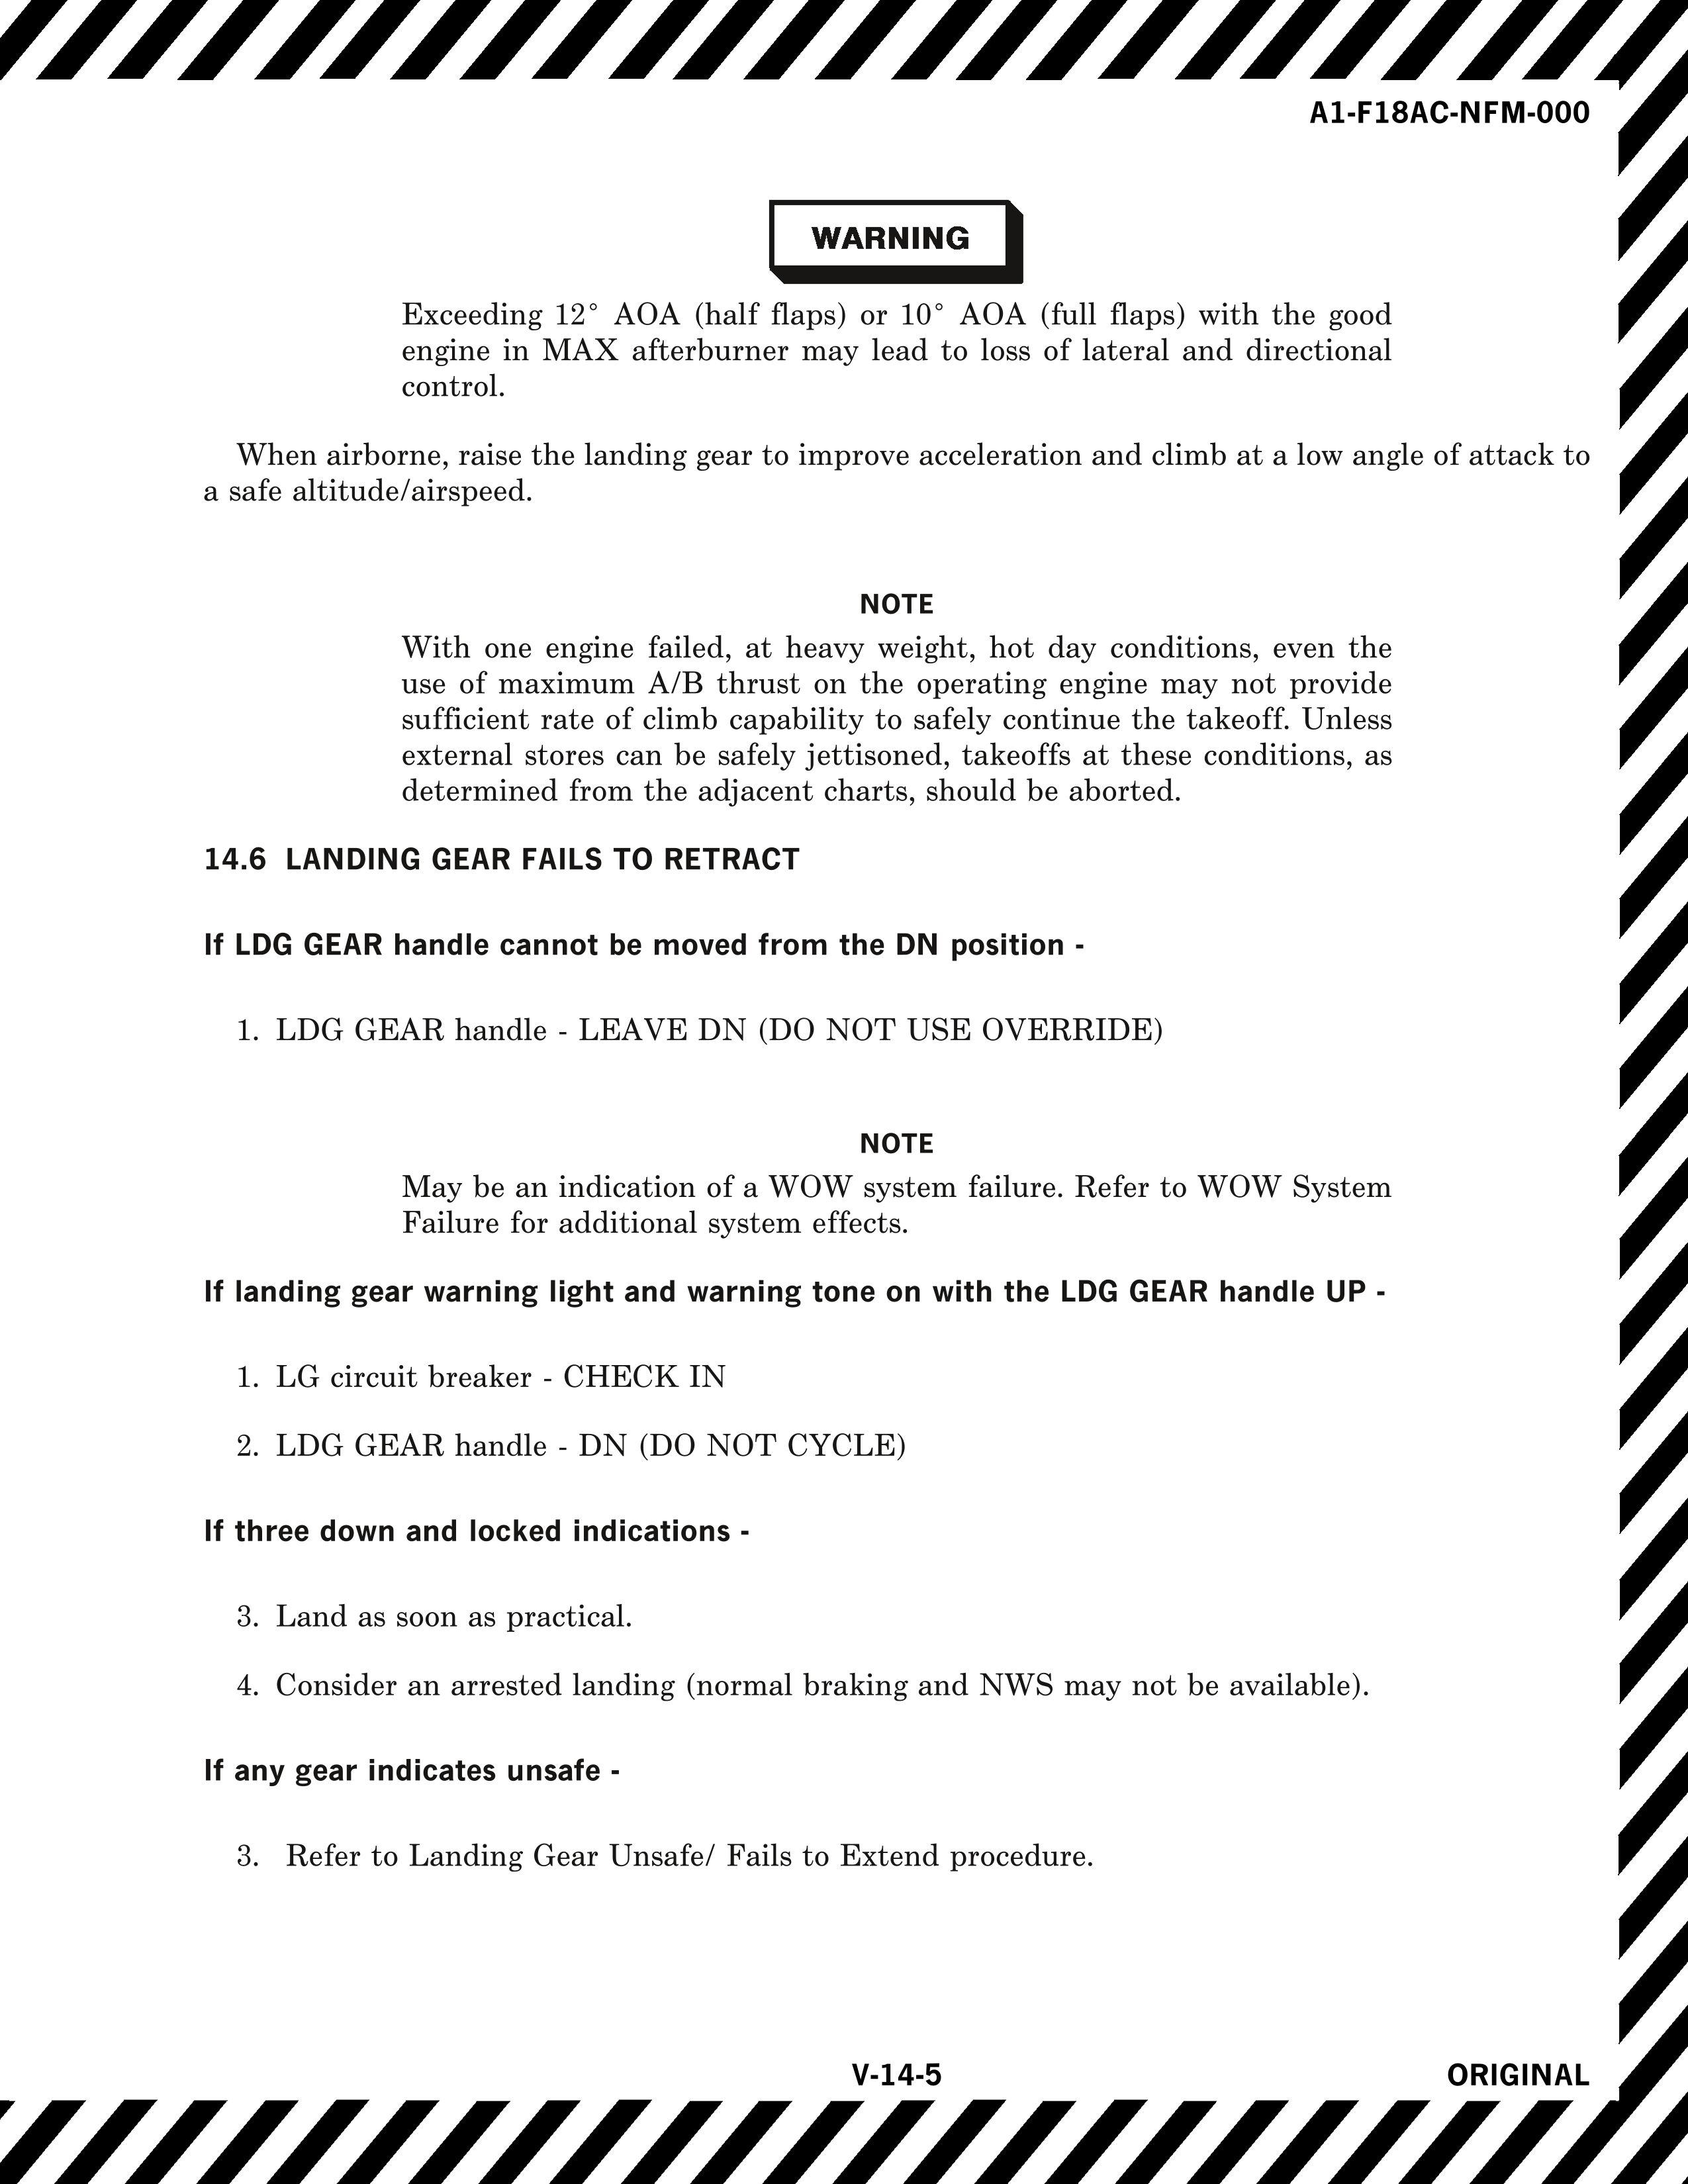 A1-F18AC-NFM-000
WARNING
Exceeding 12° AOA (half flaps) or 10° AOA (full flaps) with the good
engine in MAX afterburner may lead to loss of lateral and directional
control.
When airborne, raise the landing gear to improve acceleration and climb at a low angle of attack to
a safe altitude/airspeed.
NOTE
With one engine failed, at heavy weight, hot day conditions, even the
use of maximum A/B thrust on the operating engine may not provide
sufficient rate of climb capability to safely continue the takeoff. Unless
external stores can be safely jettisoned, takeoffs at these conditions, as
determined from the adjacent charts, should be aborted.
14.6 LANDING GEAR FAILS TO RETRACT
If LDG GEAR handle cannot be moved from the DN position -
1. LDG GEAR handle - LEAVE DN (DO NOT USE OVERRIDE)
NOTE
May be an indication of a WOW system failure. Refer to WOW System
Failure for additional system effects.
If landing gear warning light and warning tone on with the LDG GEAR handle UP -
1. LG circuit breaker - CHECK IN
2. LDG GEAR handle - DN (DO NOT CYCLE)
If three down and locked indications -
3. Land as soon as practical.
4. Consider an arrested landing (normal braking and NWS may not be available).
If any gear indicates unsafe -
3. Refer to Landing Gear Unsafe/ Fails to Extend procedure.
V-14-5
ORIGINAL